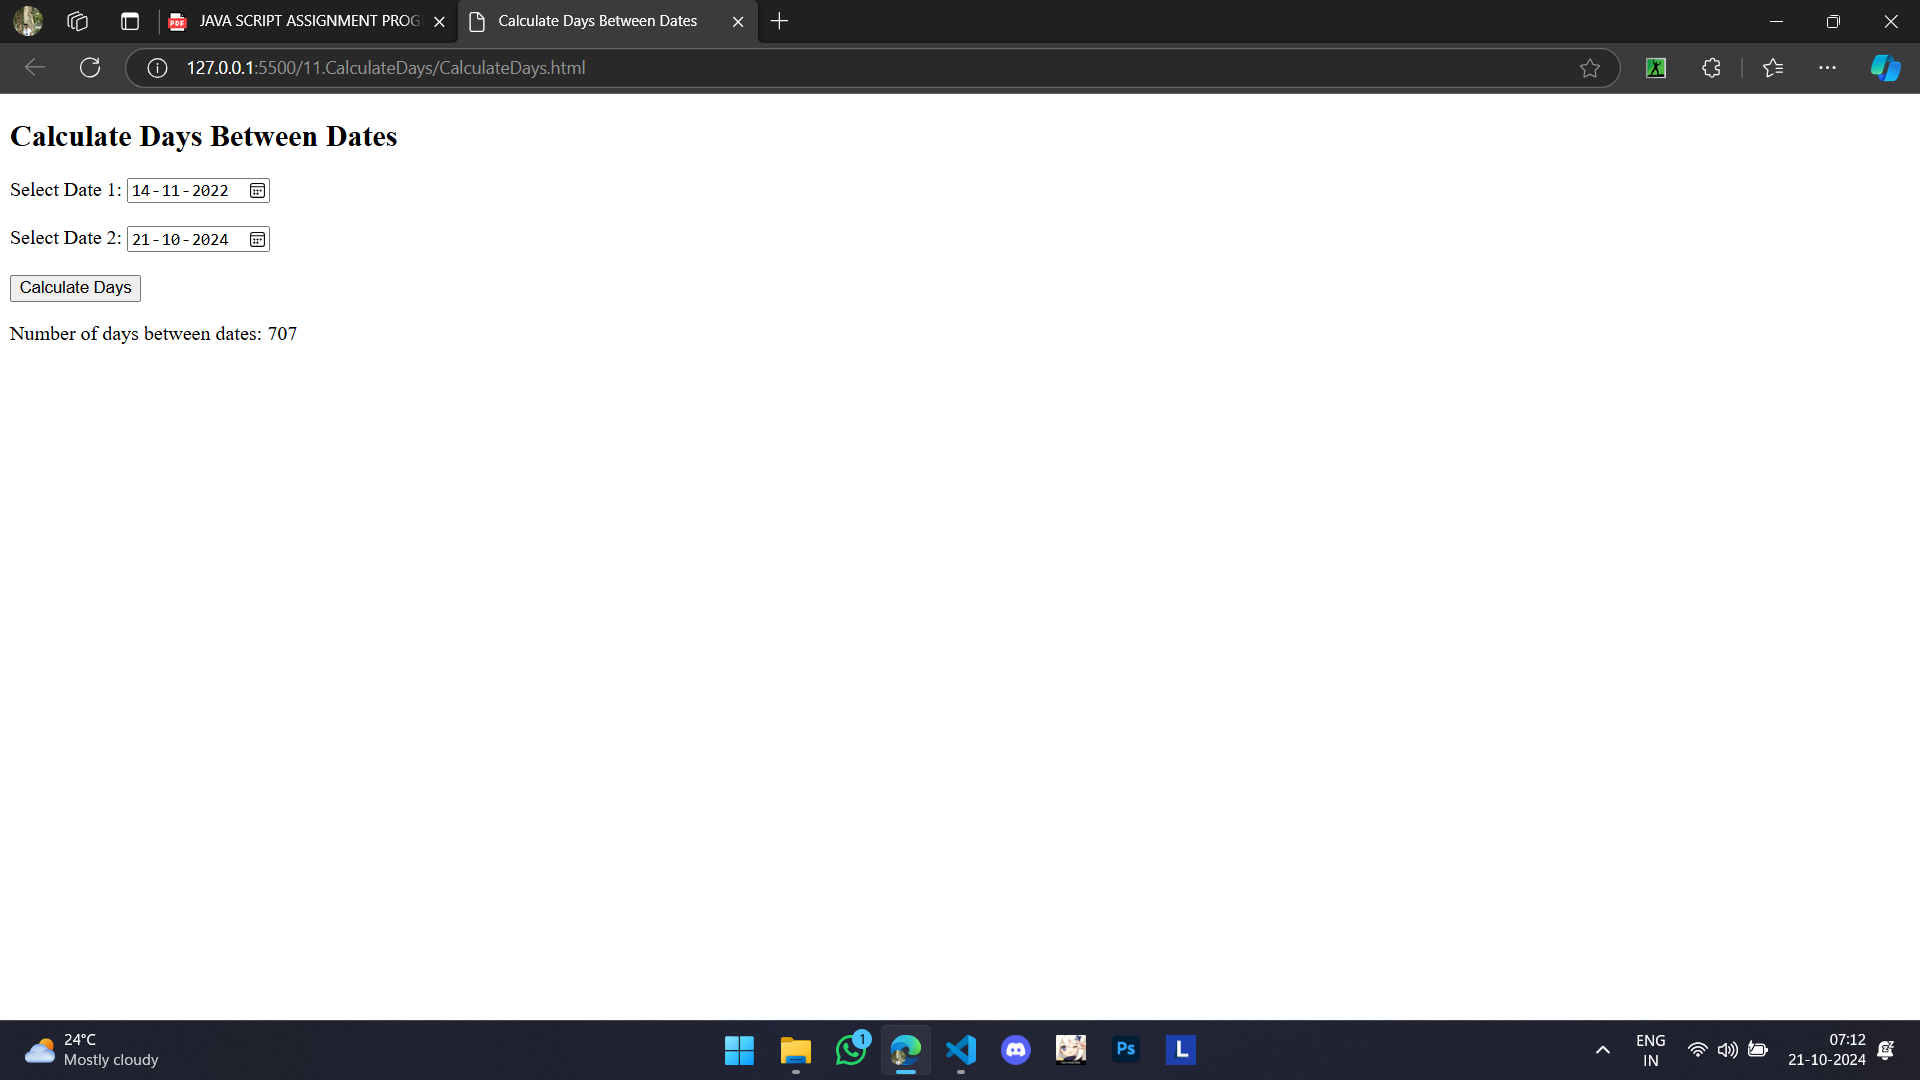 JAVA SCRIPT ASSIGNMENT PROG
Calculate Days Between Dates
127.0.0.1:5500/11.CalculateDays/CalculateDays.html
Calculate Days Between Dates
Select Date 1: 14-11-2022
Select Date 2: 21-10-2024
Calculate Days
Number of days between dates: 707
24°C
Mostly cloudy
1
Ps
L
ENG
IN
07:12
21-10-2024